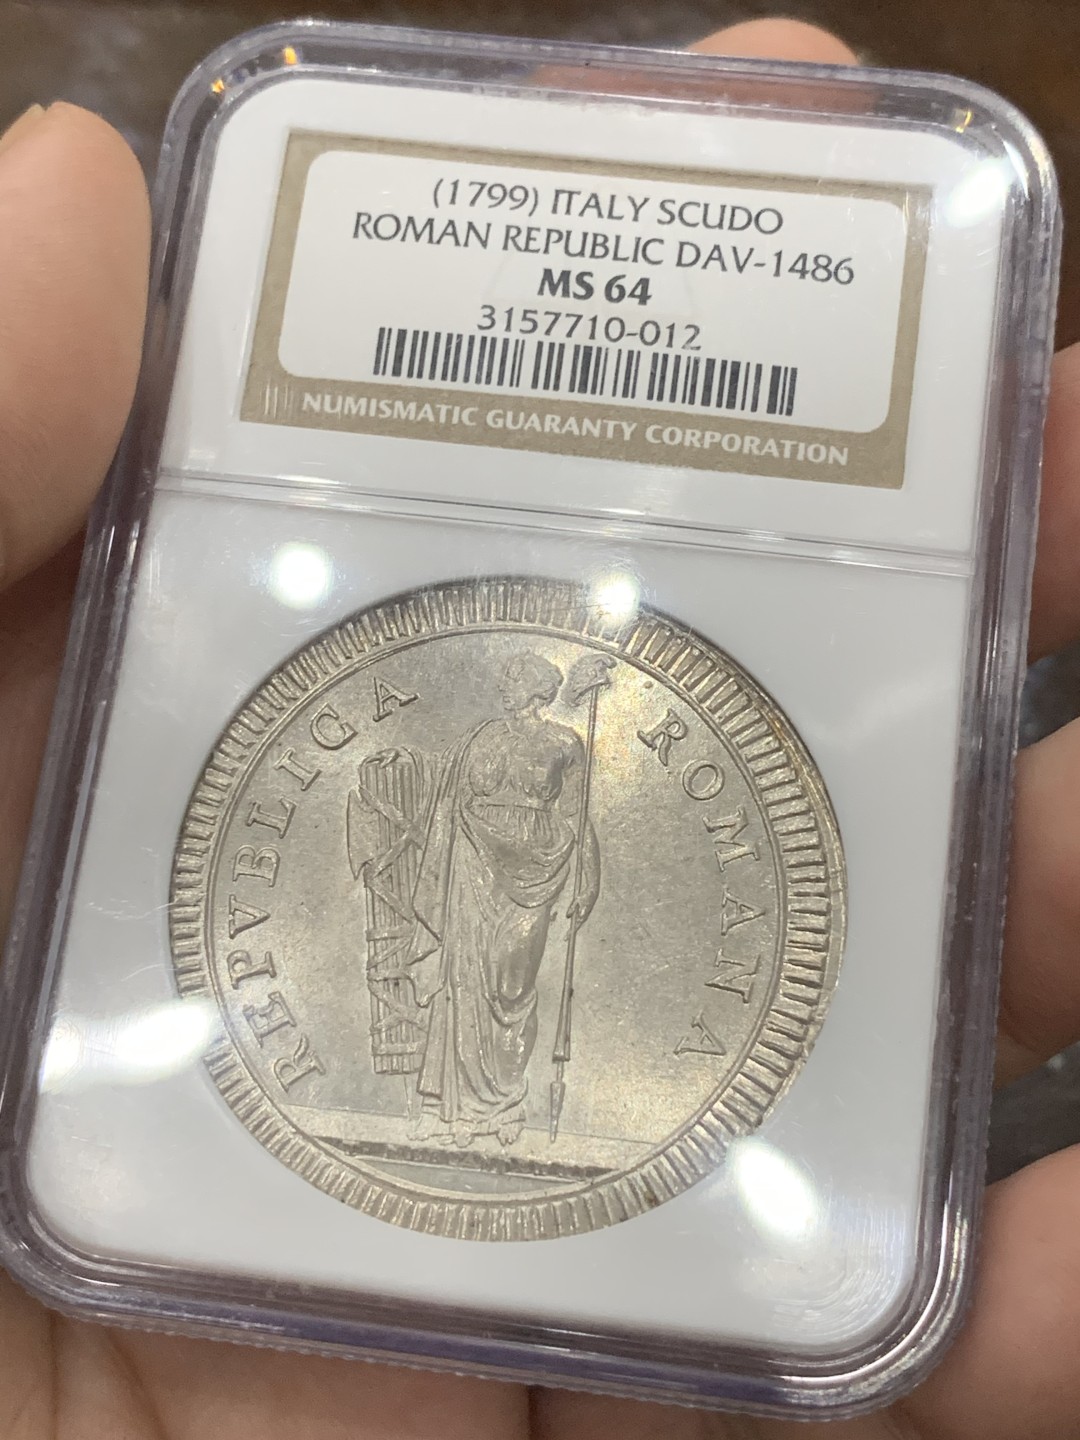 (1799) ITALY SCUDO
ROMAN REPUBLIC DAV-1486
MS 64
3157710-012
NUMISMATIC GUARANTY CORPORATION
REPVBLICA ROMANA